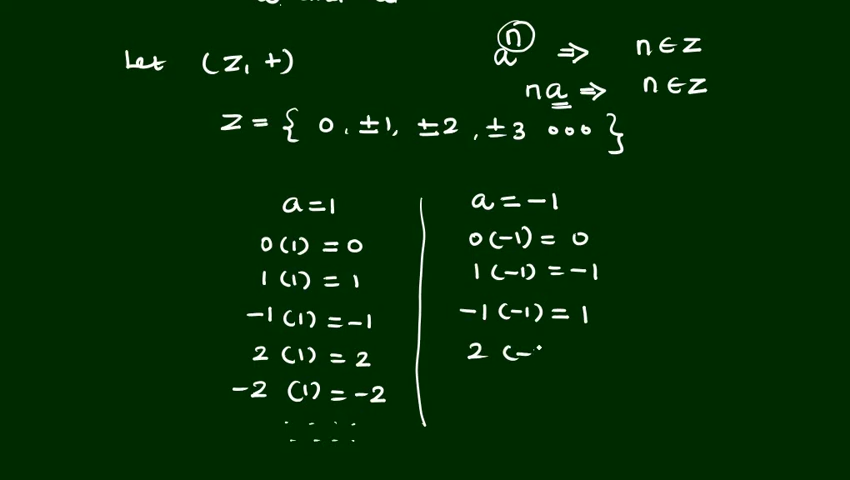 Let (Z, +) aⁿ ⇒ n ∈ Z
na ⇒ n ∈ Z
Z = { 0, ±1, ±2, ±3 ∘∘∘ }
a = 1
0(1) = 0
1(1) = 1
-1(1) = -1
2(1) = 2
-2(1) = -2
a = -1
0(-1) = 0
1(-1) = -1
-1(-1) = 1
2(-